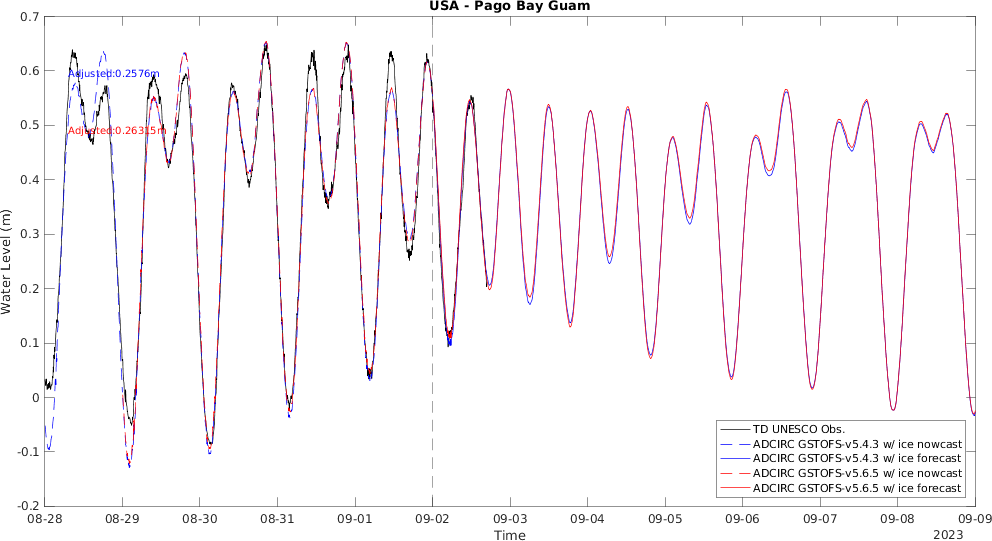 USA - Pago Bay Guam
0.7
0.6
0.5
0.4
0.3
0.2
0.1
0
-0.1
-0.2
Water Level (m)
Adjusted:0.2576m
Adjusted:0.26315m
TD UNESCO Obs.
ADCIRC GSTOFS-v5.4.3 w/ ice nowcast
ADCIRC GSTOFS-v5.4.3 w/ ice forecast
ADCIRC GSTOFS-v5.6.5 w/ ice nowcast
ADCIRC GSTOFS-v5.6.5 w/ ice forecast
08-28 08-29 08-30 08-31 09-01 09-02 09-03 09-04 09-05 09-06 09-07 09-08 09-09
Time
2023